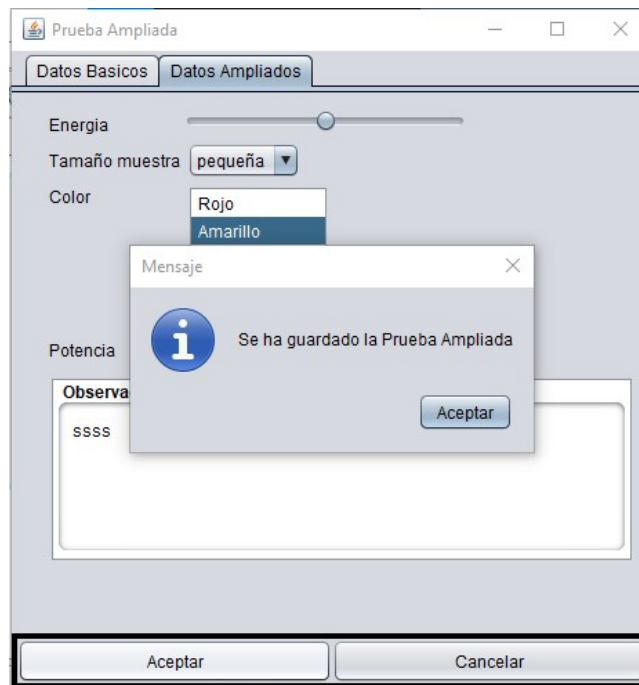 Prueba Ampliada
Datos Basicos Datos Ampliados
Energia
Tamaño muestra pequeña
Color
Rojo
Amarillo
Mensaje
Se ha guardado la Prueba Ampliada
Aceptar
Potencia
Observa
ssss
Aceptar Cancelar